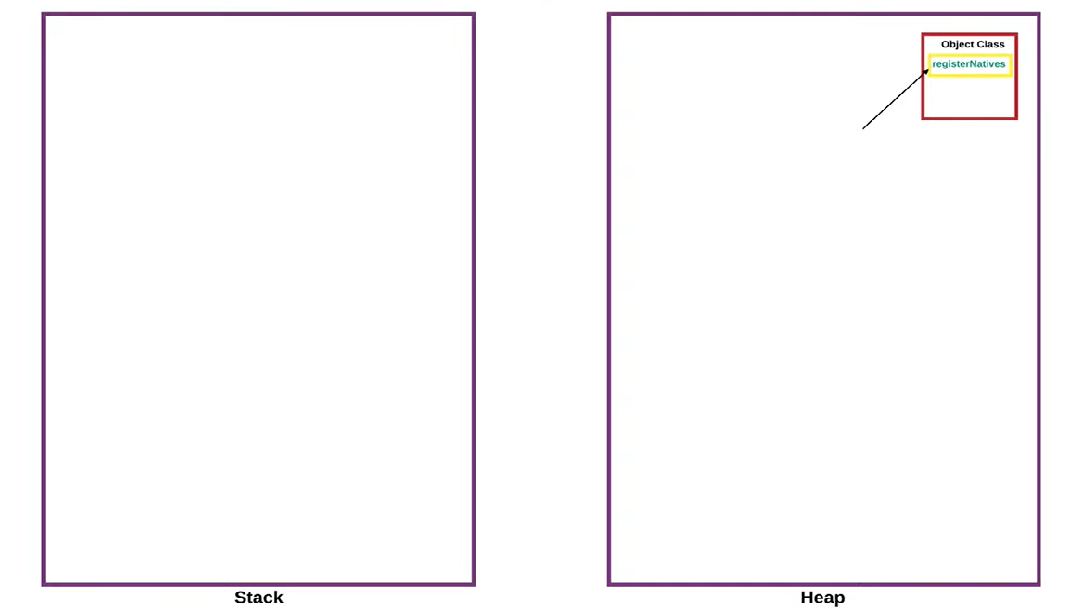 Object Class
registerNatives
Stack
Heap